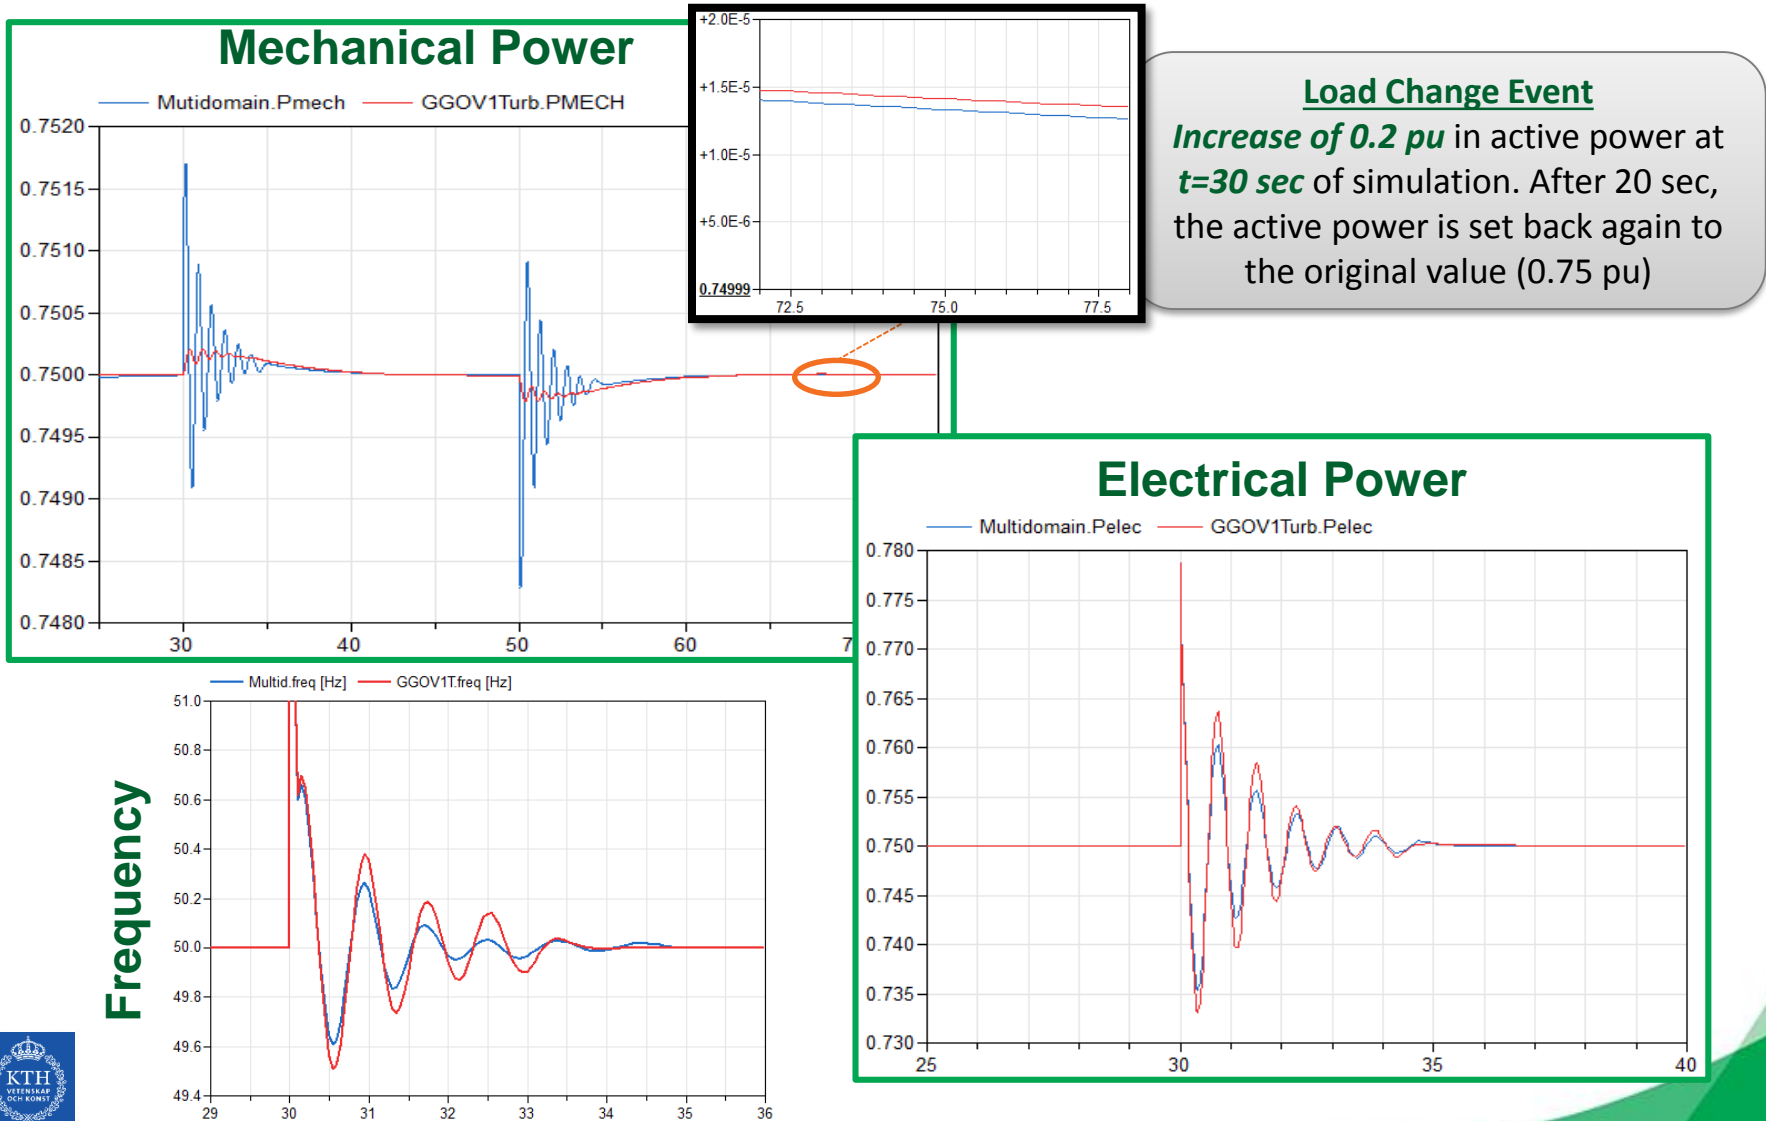 Mechanical Power
Mutidomain.Pmech GGOV1Turb.PMECH
0.7520
0.7515
0.7510
0.7505
0.7500
0.7495
0.7490
0.7485
0.7480
30 40 50 60 7
+2.0E-5
+1.5E-5
+1.0E-5
+5.0E-6
0.74999
72.5 75.0 77.5
Load Change Event
Increase of 0.2 pu in active power at
t=30 sec of simulation. After 20 sec,
the active power is set back again to
the original value (0.75 pu)
Electrical Power
Multidomain.Pelec GGOV1Turb.Pelec
0.780
0.775
0.770
0.765
0.760
0.755
0.750
0.745
0.740
0.735
0.730
25 30 35 40
Frequency
Multid.freq [Hz] GGOV1T.freq [Hz]
51.0
50.8
50.6
50.4
50.2
50.0
49.8
49.6
49.4
29 30 31 32 33 34 35 36
KTH
VETENSKAP
OCH KONST